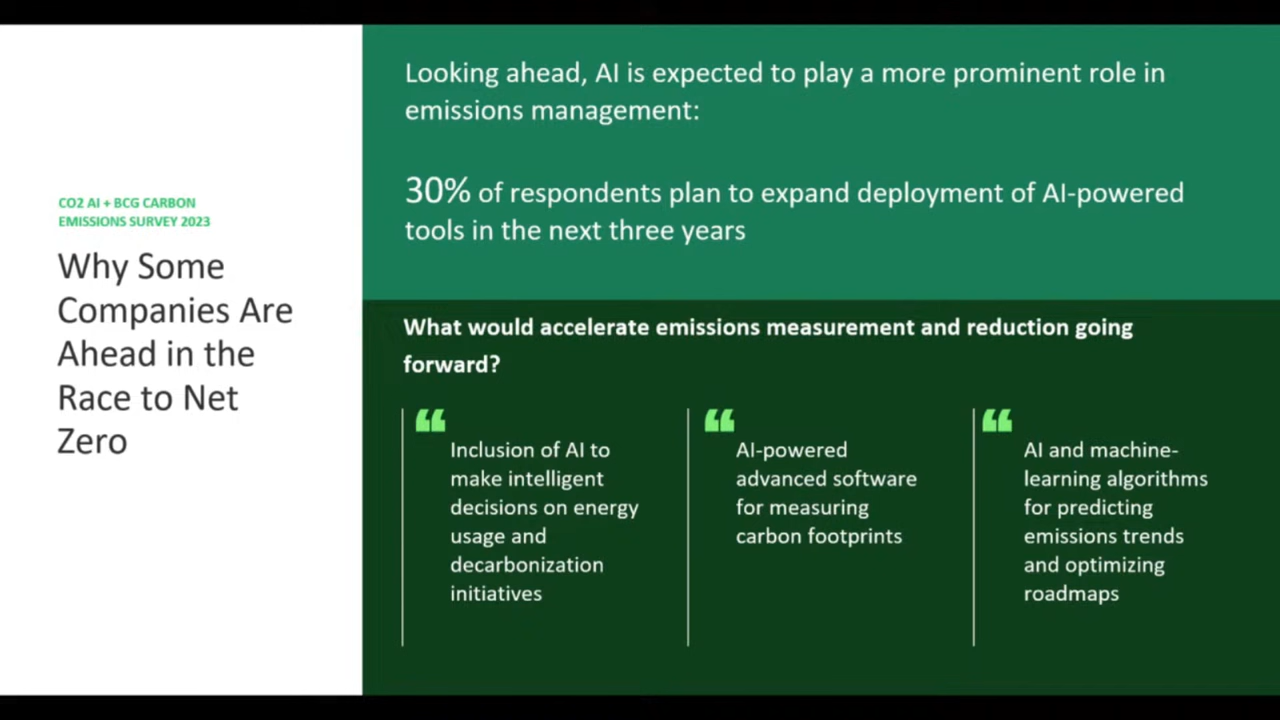 CO2 AI + BCG CARBON
EMISSIONS SURVEY 2023
Why Some
Companies Are
Ahead in the
Race to Net
Zero
Looking ahead, AI is expected to play a more prominent role in
emissions management:
30% of respondents plan to expand deployment of AI-powered
tools in the next three years
What would accelerate emissions measurement and reduction going
forward?
“
Inclusion of AI to
make intelligent
decisions on energy
usage and
decarbonization
initiatives
“
AI-powered
advanced software
for measuring
carbon footprints
“
AI and machine-
learning algorithms
for predicting
emissions trends
and optimizing
roadmaps